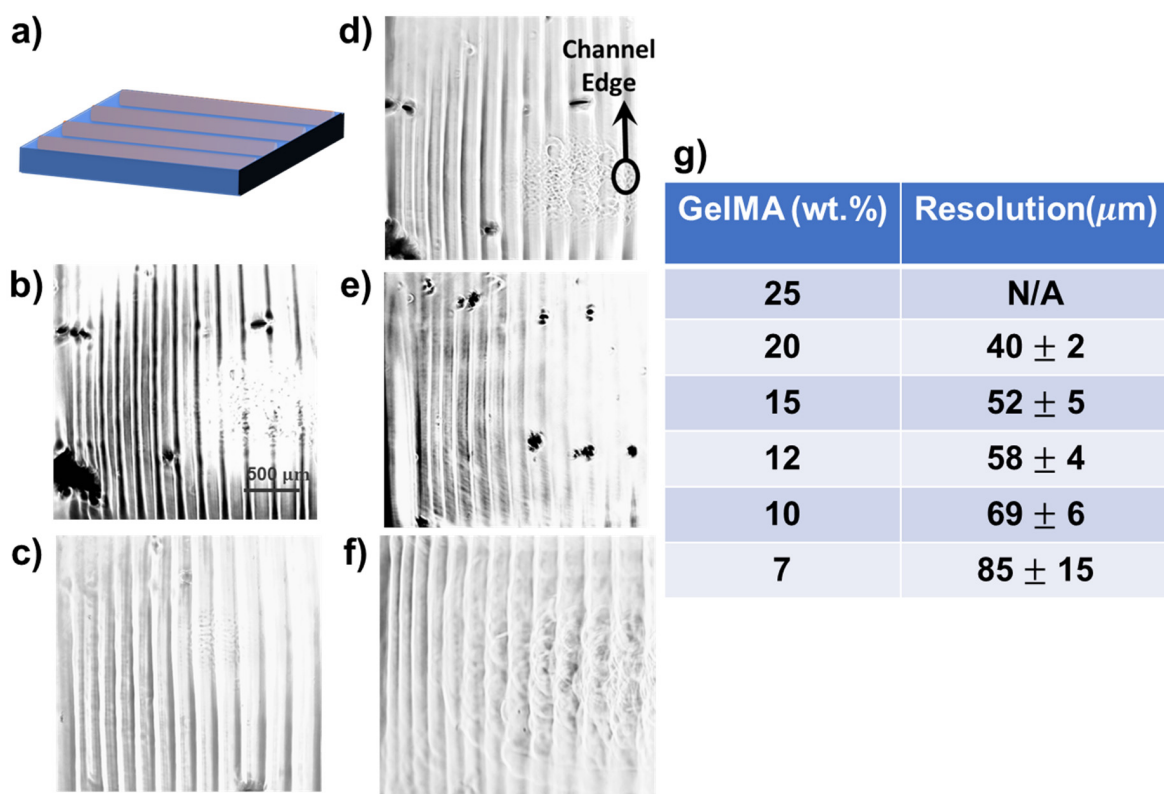 a)
d)
Channel
Edge
b)
500 μm
e)
c)
f)
g)
GelMA (wt.%) Resolution(μm)
25 N/A
20 40 ± 2
15 52 ± 5
12 58 ± 4
10 69 ± 6
7 85 ± 15